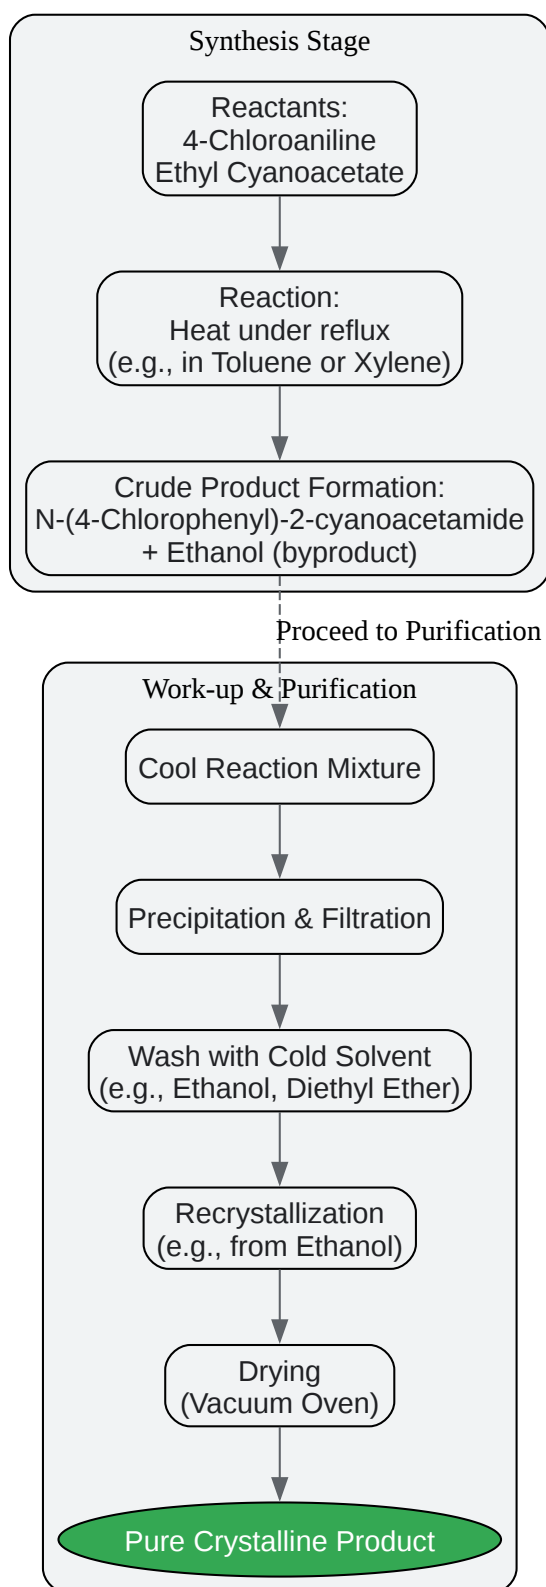 Synthesis Stage
Reactants:
4-Chloroaniline
Ethyl Cyanoacetate
Reaction:
Heat under reflux
(e.g., in Toluene or Xylene)
Crude Product Formation:
N-(4-Chlorophenyl)-2-cyanoacetamide
+ Ethanol (byproduct)
Proceed to Purification
Work-up & Purification
Cool Reaction Mixture
Precipitation & Filtration
Wash with Cold Solvent
(e.g., Ethanol, Diethyl Ether)
Recrystallization
(e.g., from Ethanol)
Drying
(Vacuum Oven)
Pure Crystalline Product